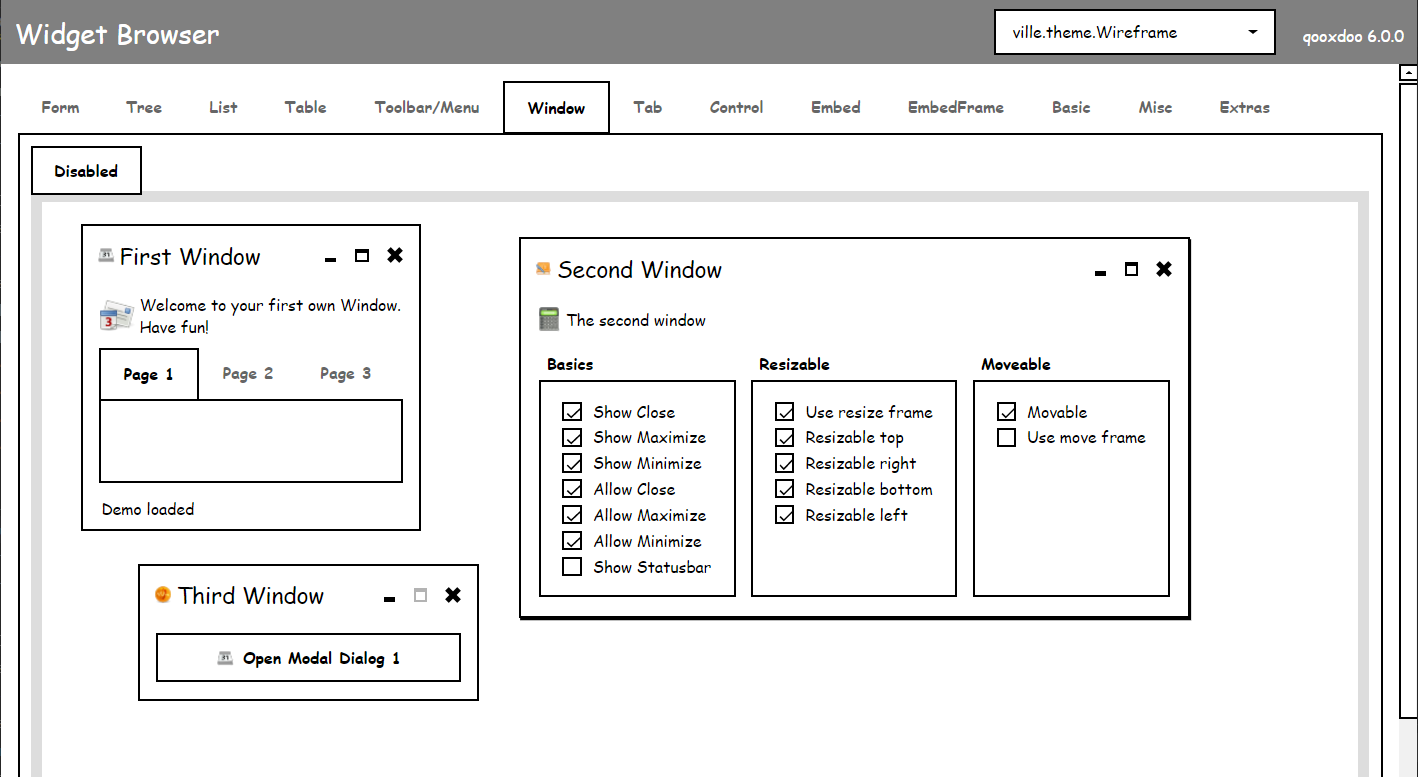 Widget Browser
ville.theme.Wireframe
qooxdoo 6.0.0
Form Tree List Table Toolbar/Menu Window Tab Control Embed EmbedFrame Basic Misc Extras
Disabled
First Window
Welcome to your first own Window.
Have fun!
Page 1 Page 2 Page 3
Demo loaded
Second Window
The second window
Basics
Show Close
Show Maximize
Show Minimize
Allow Close
Allow Maximize
Allow Minimize
Show Statusbar
Resizable
Use resize frame
Resizable top
Resizable right
Resizable bottom
Resizable left
Moveable
Movable
Use move frame
Third Window
Open Modal Dialog 1